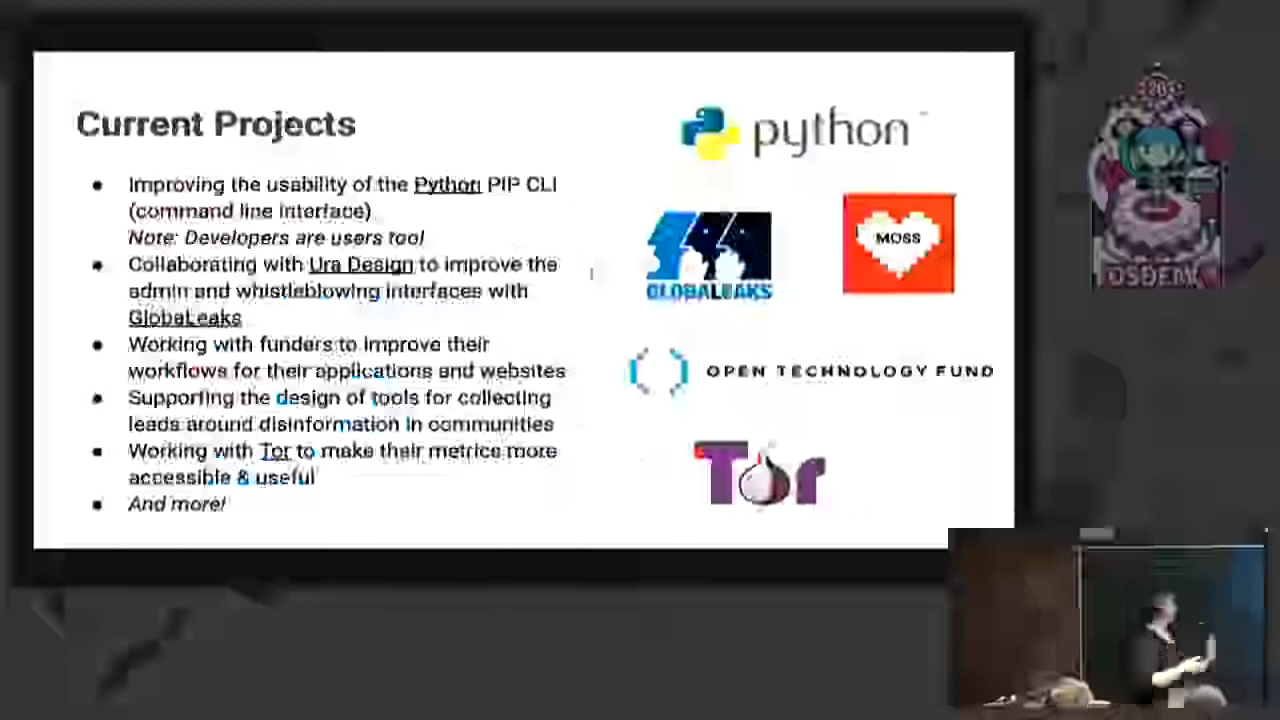 Current Projects
Improving the usability of the Python PIP CLI
(command line interface)
Note: Developers are users too!
Collaborating with Ura Design to improve the
admin and whistleblowing interfaces with
GlobaLeaks
Working with funders to improve their
workflows for their applications and websites
Supporting the design of tools for collecting
leads around disinformation in communities
Working with Tor to make their metrics more
accessible & useful
And more!
python
MOSS
GLOBALEAKS
OPEN TECHNOLOGY FUND
Tor